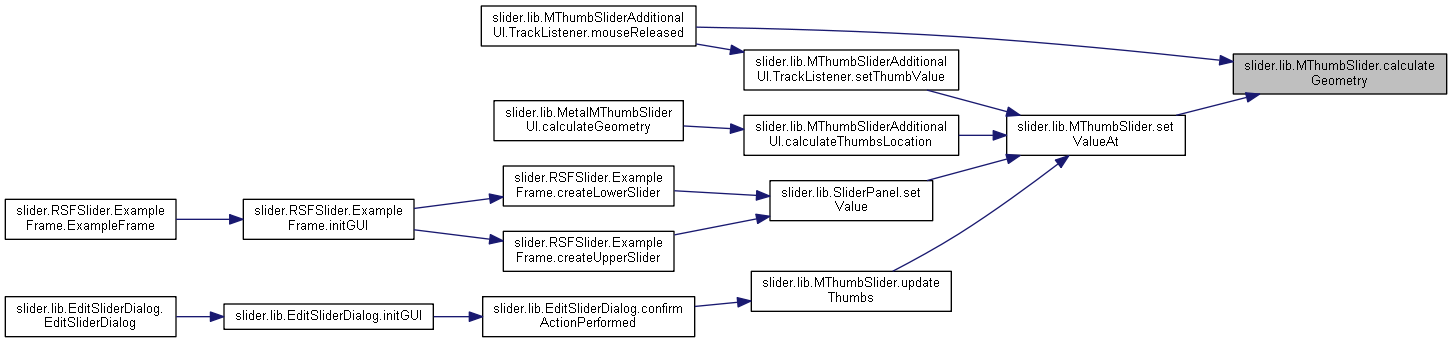 slider.lib.MThumbSliderAdditional
UI.TrackListener.mouseReleased
slider.lib.MThumbSliderAdditional
UI.TrackListener.setThumbValue
slider.lib.MThumbSlider.calculate
Geometry
slider.lib.MetalMThumbSlider
UI.calculateGeometry
slider.lib.MThumbSliderAdditional
UI.calculateThumbsLocation
slider.lib.MThumbSlider.set
ValueAt
slider.RSFSlider.Example
Frame.createLowerSlider
slider.lib.SliderPanel.set
Value
slider.RSFSlider.Example
Frame.ExampleFrame
slider.RSFSlider.Example
Frame.initGUI
slider.RSFSlider.Example
Frame.createUpperSlider
slider.lib.MThumbSlider.update
Thumbs
slider.lib.EditSliderDialog.
EditSliderDialog
slider.lib.EditSliderDialog.initGUI
slider.lib.EditSliderDialog.confirm
ActionPerformed